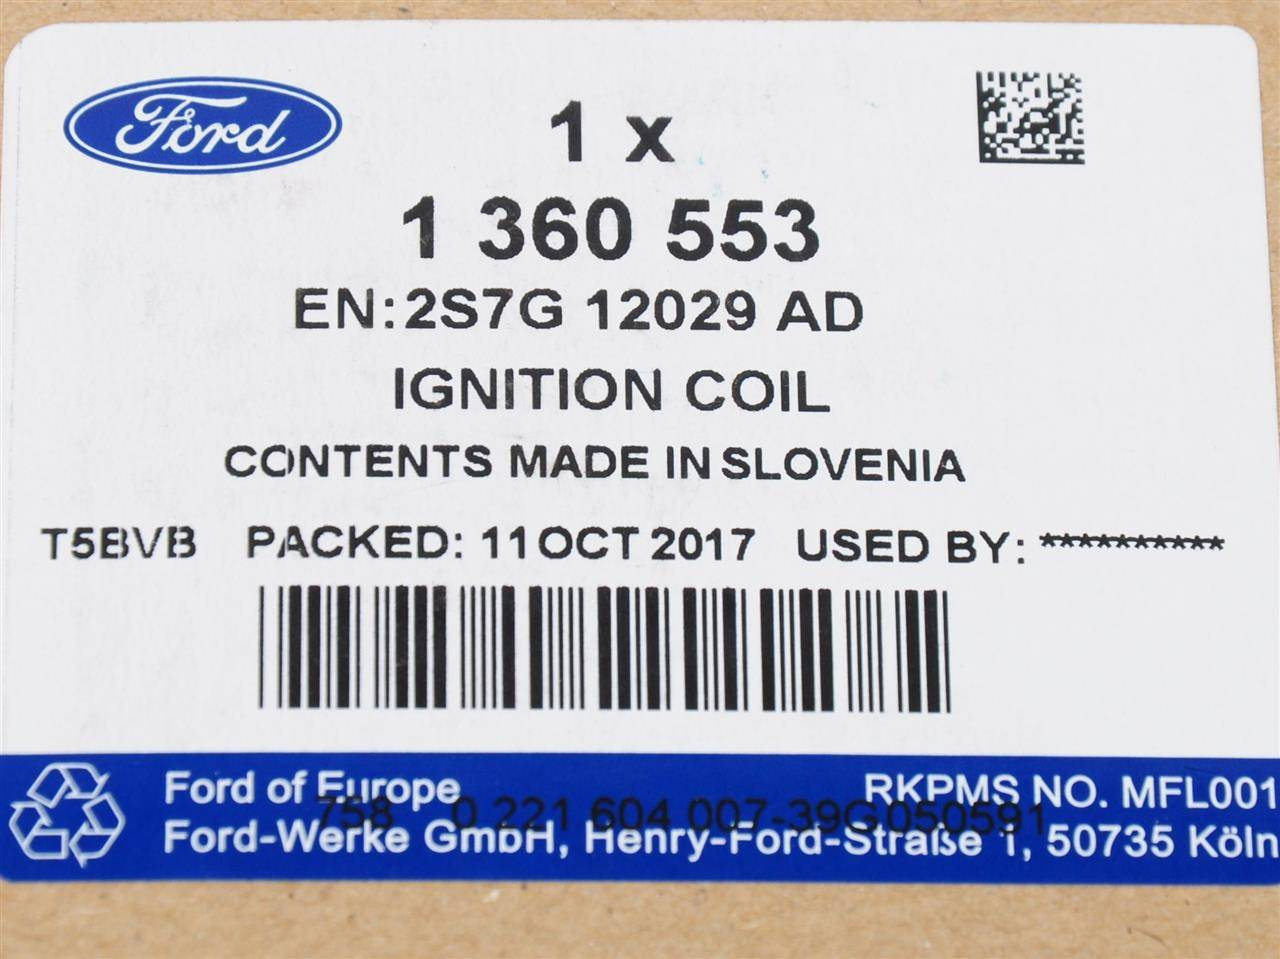 Ford
1 x
1 360 553
EN:2S7G 12029 AD
IGNITION COIL
CONTENTS MADE IN SLOVENIA
T5BVB PACKED: 11 OCT 2017 USED BY: **********
Ford of Europe RKPMS NO. MFL001
758 0 221 604 007-39G050591
Ford-Werke GmbH, Henry-Ford-Straße 1, 50735 Köln